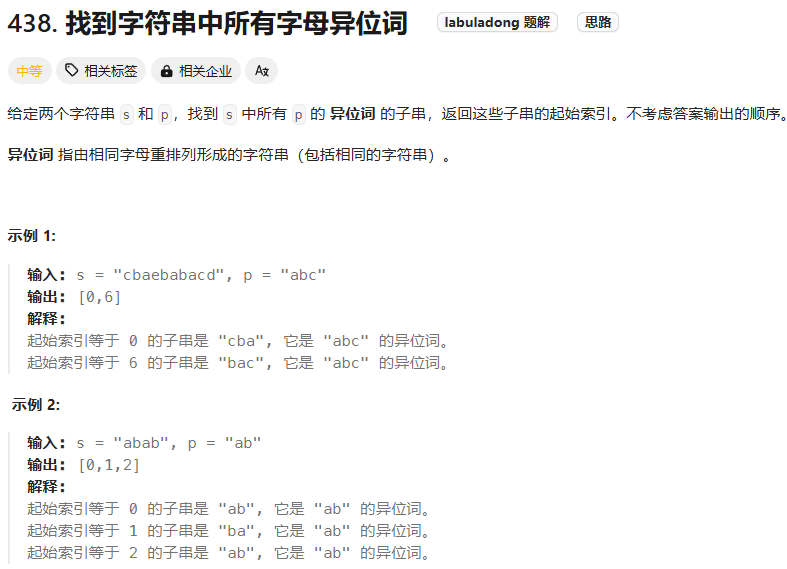 438. 找到字符串中所有字母异位词 labuladong 题解 思路
中等 相关标签 相关企业 Aз
给定两个字符串 s 和 p，找到 s 中所有 p 的 异位词 的子串，返回这些子串的起始索引。不考虑答案输出的顺序。
异位词 指由相同字母重排列形成的字符串（包括相同的字符串）。
示例 1:
输入: s = "cbaebabacd", p = "abc"
输出: [0,6]
解释:
起始索引等于 0 的子串是 "cba", 它是 "abc" 的异位词。
起始索引等于 6 的子串是 "bac", 它是 "abc" 的异位词。
示例 2:
输入: s = "abab", p = "ab"
输出: [0,1,2]
解释:
起始索引等于 0 的子串是 "ab", 它是 "ab" 的异位词。
起始索引等于 1 的子串是 "ba", 它是 "ab" 的异位词。
起始索引等于 2 的子串是 "ab", 它是 "ab" 的异位词。